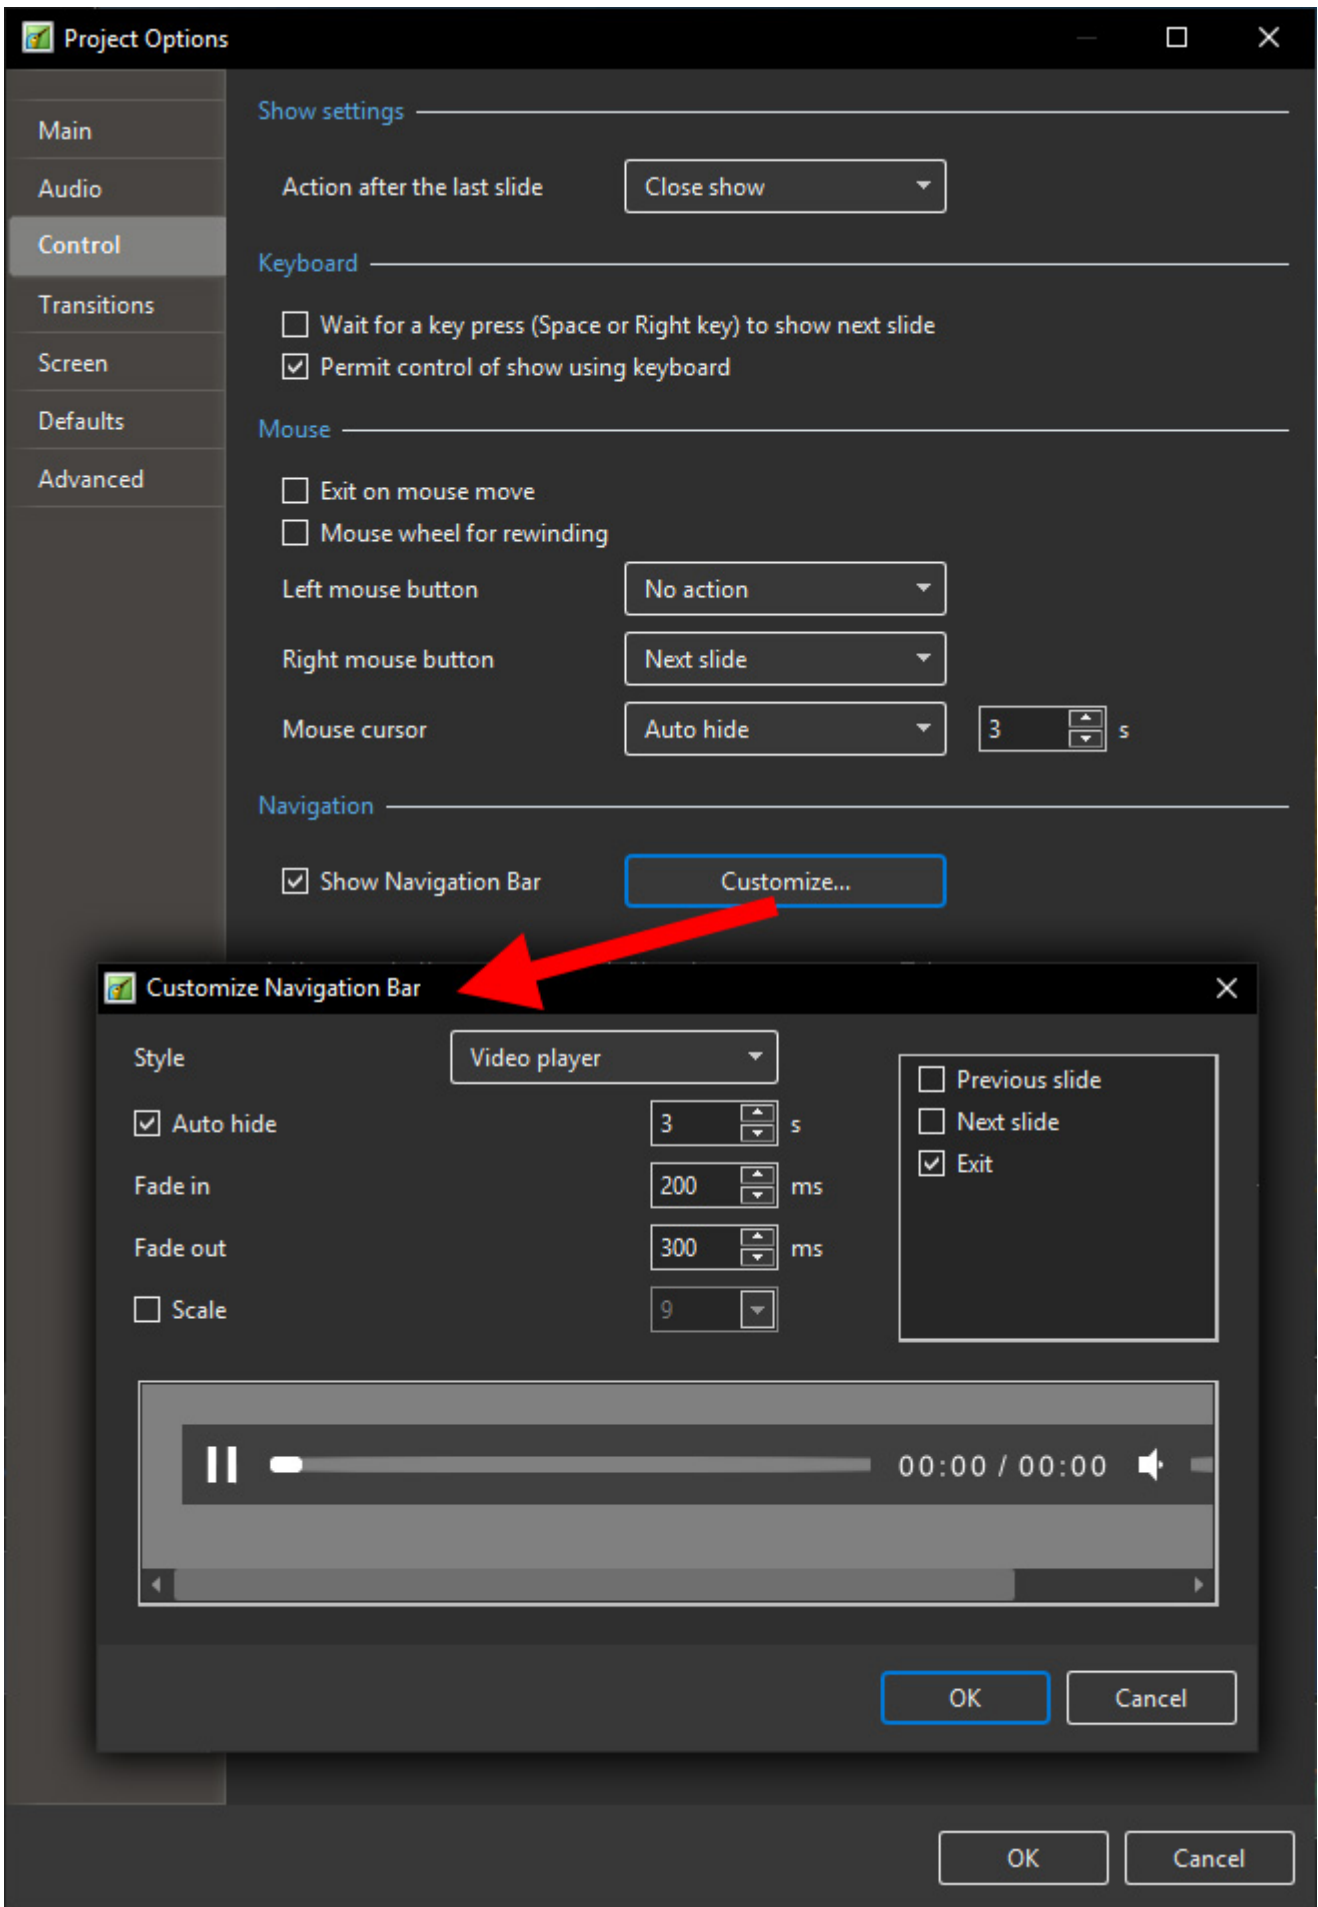 Project Options
Main
Audio
Control
Transitions
Screen
Defaults
Advanced
Show settings
Action after the last slide Close show
Keyboard
Wait for a key press (Space or Right key) to show next slide
Permit control of show using keyboard
Mouse
Exit on mouse move
Mouse wheel for rewinding
Left mouse button No action
Right mouse button Next slide
Mouse cursor Auto hide 3 s
Navigation
Show Navigation Bar Customize...
Customize Navigation Bar
Style Video player
Auto hide 3 s
Fade in 200 ms
Fade out 300 ms
Scale 9
Previous slide
Next slide
Exit
00:00 / 00:00
OK Cancel
OK Cancel